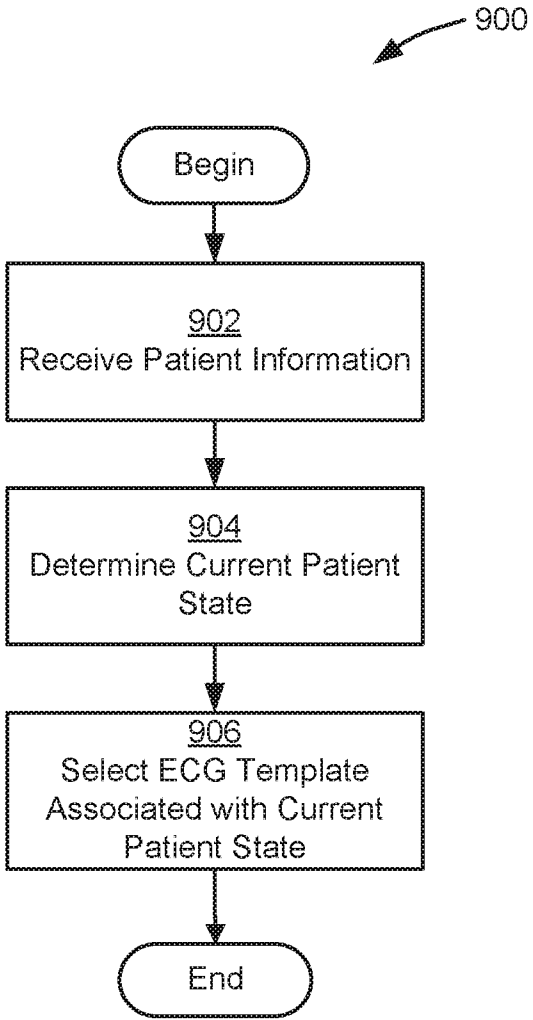 900
Begin
902
Receive Patient Information
904
Determine Current Patient
State
906
Select ECG Template
Associated with Current
Patient State
End